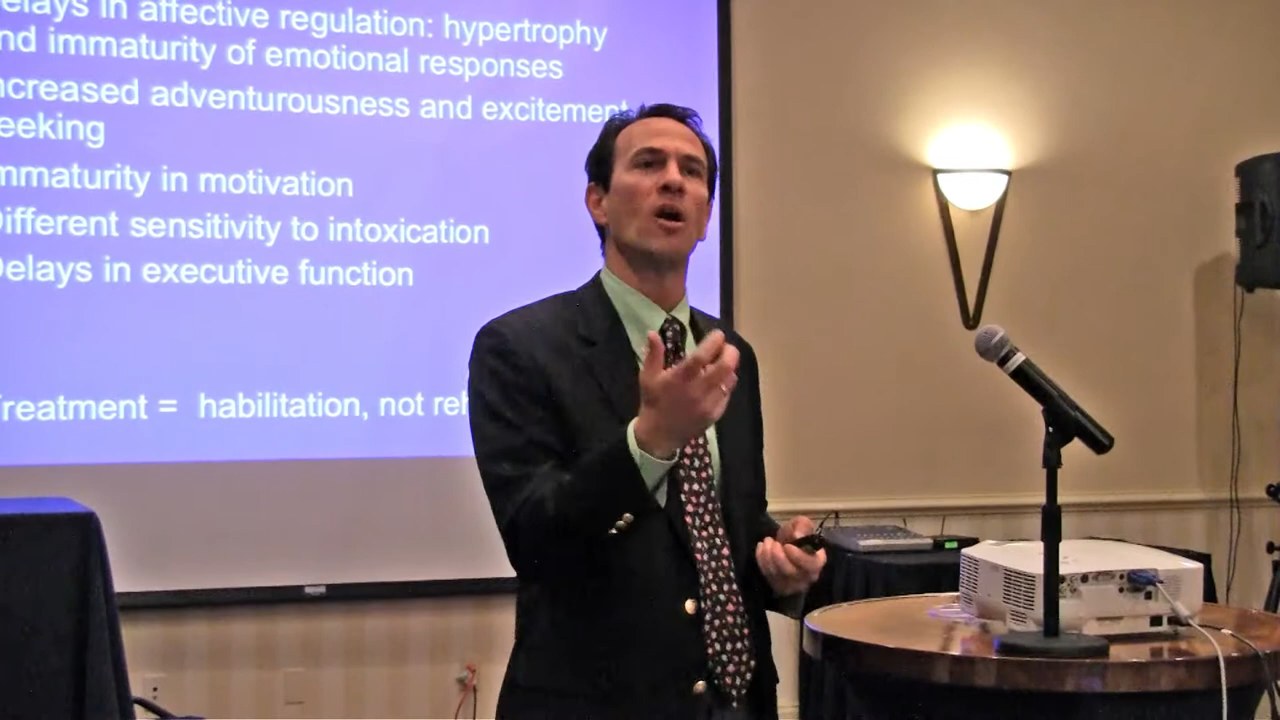 elays in affective regulation: hypertrophy
nd immaturity of emotional responses
ncreased adventurousness and excitement
eeking
mmaturity in motivation
Different sensitivity to intoxication
Delays in executive function
Treatment = habilitation, not reh